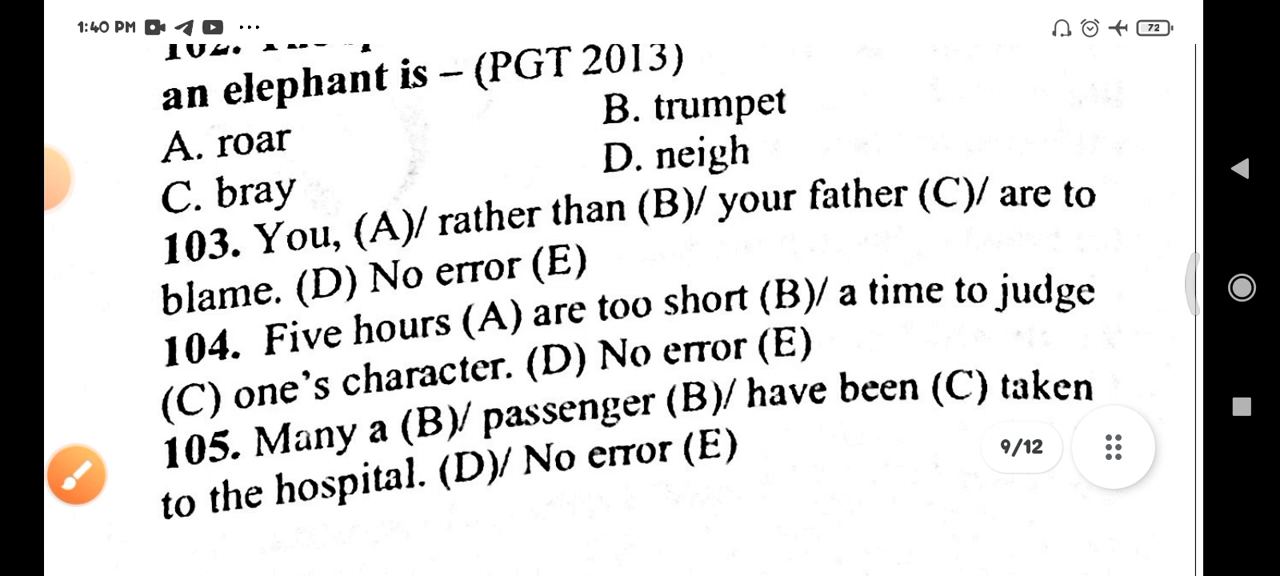 1:40 PM
72
102.
an elephant is – (PGT 2013)
A. roar B. trumpet
C. bray D. neigh
103. You, (A)/ rather than (B)/ your father (C)/ are to
blame. (D) No error (E)
104. Five hours (A) are too short (B)/ a time to judge
(C) one's character. (D) No error (E)
105. Many a (B)/ passenger (B)/ have been (C) taken
to the hospital. (D)/ No error (E)
9/12